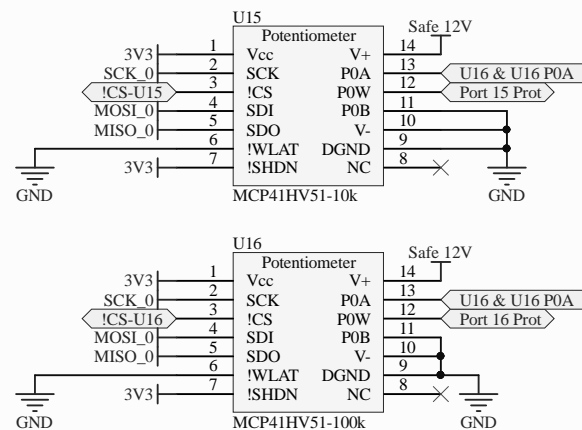 U15
Safe 12V
Potentiometer
3V3 1 Vcc V+ 14
SCK_0 2 SCK P0A 13 U16 & U16 P0A
!CS-U15 3 !CS P0W 12 Port 15 Prot
MOSI_0 4 SDI P0B 11
MISO_0 5 SDO V- 10
6 !WLAT DGND 9
3V3 7 !SHDN NC 8
GND
GND
MCP41HV51-10k
U16
Safe 12V
Potentiometer
3V3 1 Vcc V+ 14
SCK_0 2 SCK P0A 13 U16 & U16 P0A
!CS-U16 3 !CS P0W 12 Port 16 Prot
MOSI_0 4 SDI P0B 11
MISO_0 5 SDO V- 10
6 !WLAT DGND 9
3V3 7 !SHDN NC 8
GND
GND
MCP41HV51-100k